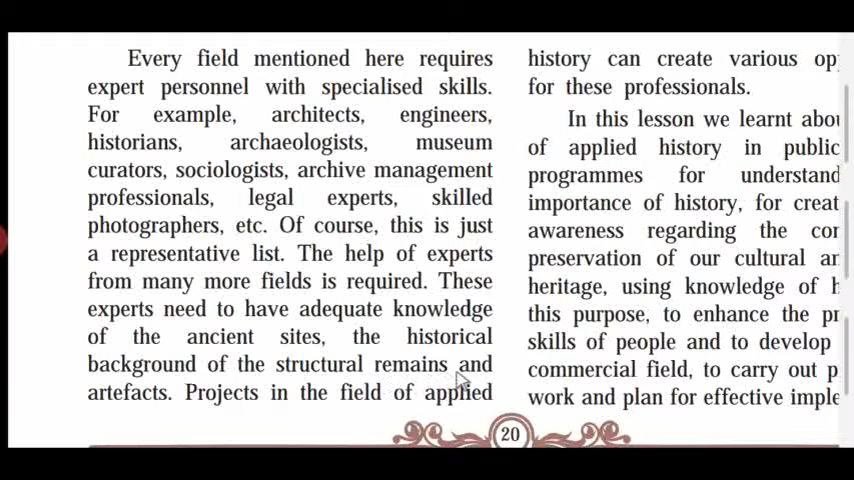 Every field mentioned here requires
expert personnel with specialised skills.
For example, architects, engineers,
historians, archaeologists, museum
curators, sociologists, archive management
professionals, legal experts, skilled
photographers, etc. Of course, this is just
a representative list. The help of experts
from many more fields is required. These
experts need to have adequate knowledge
of the ancient sites, the historical
background of the structural remains and
artefacts. Projects in the field of applied
history can create various
for these professionals.
In this lesson we learnt
of applied history in public
programmes for
importance of history, for
awareness regarding the
preservation of our cultural
heritage, using knowledge of
this purpose, to enhance the
skills of people and to develop
commercial field, to carry out
work and plan for effective
20